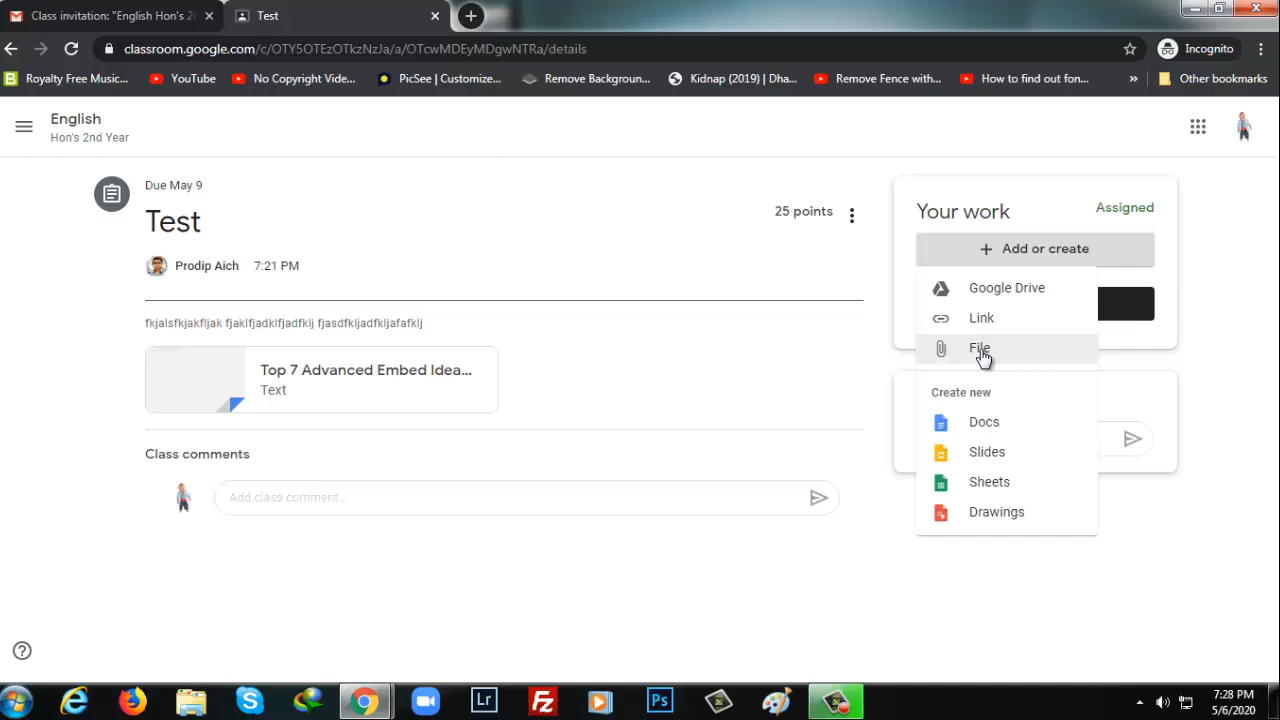 Class invitation: "English Hon's 2
Test
classroom.google.com/c/OTY5OTEzOTkzNzJa/a/OTcwMDEyMDgwNTRa/details
Incognito
Royalty Free Music...
YouTube
No Copyright Video...
PicSee | Customize...
Remove Backgroun...
Kidnap (2019) | Dha...
Remove Fence with...
How to find out fon...
»
Other bookmarks
English
Hon's 2nd Year
Due May 9
Test
25 points
Prodip Aich 7:21 PM
fkjalsfkjakfljak fjaklfjadklfjadfklj fjasdfkljadfkljafafklj
Top 7 Advanced Embed Idea...
Text
Class comments
Add class comment...
Your work
Assigned
+ Add or create
Google Drive
Link
File
Create new
Docs
Slides
Sheets
Drawings
Lr
Fz
Ps
7:28 PM
5/6/2020